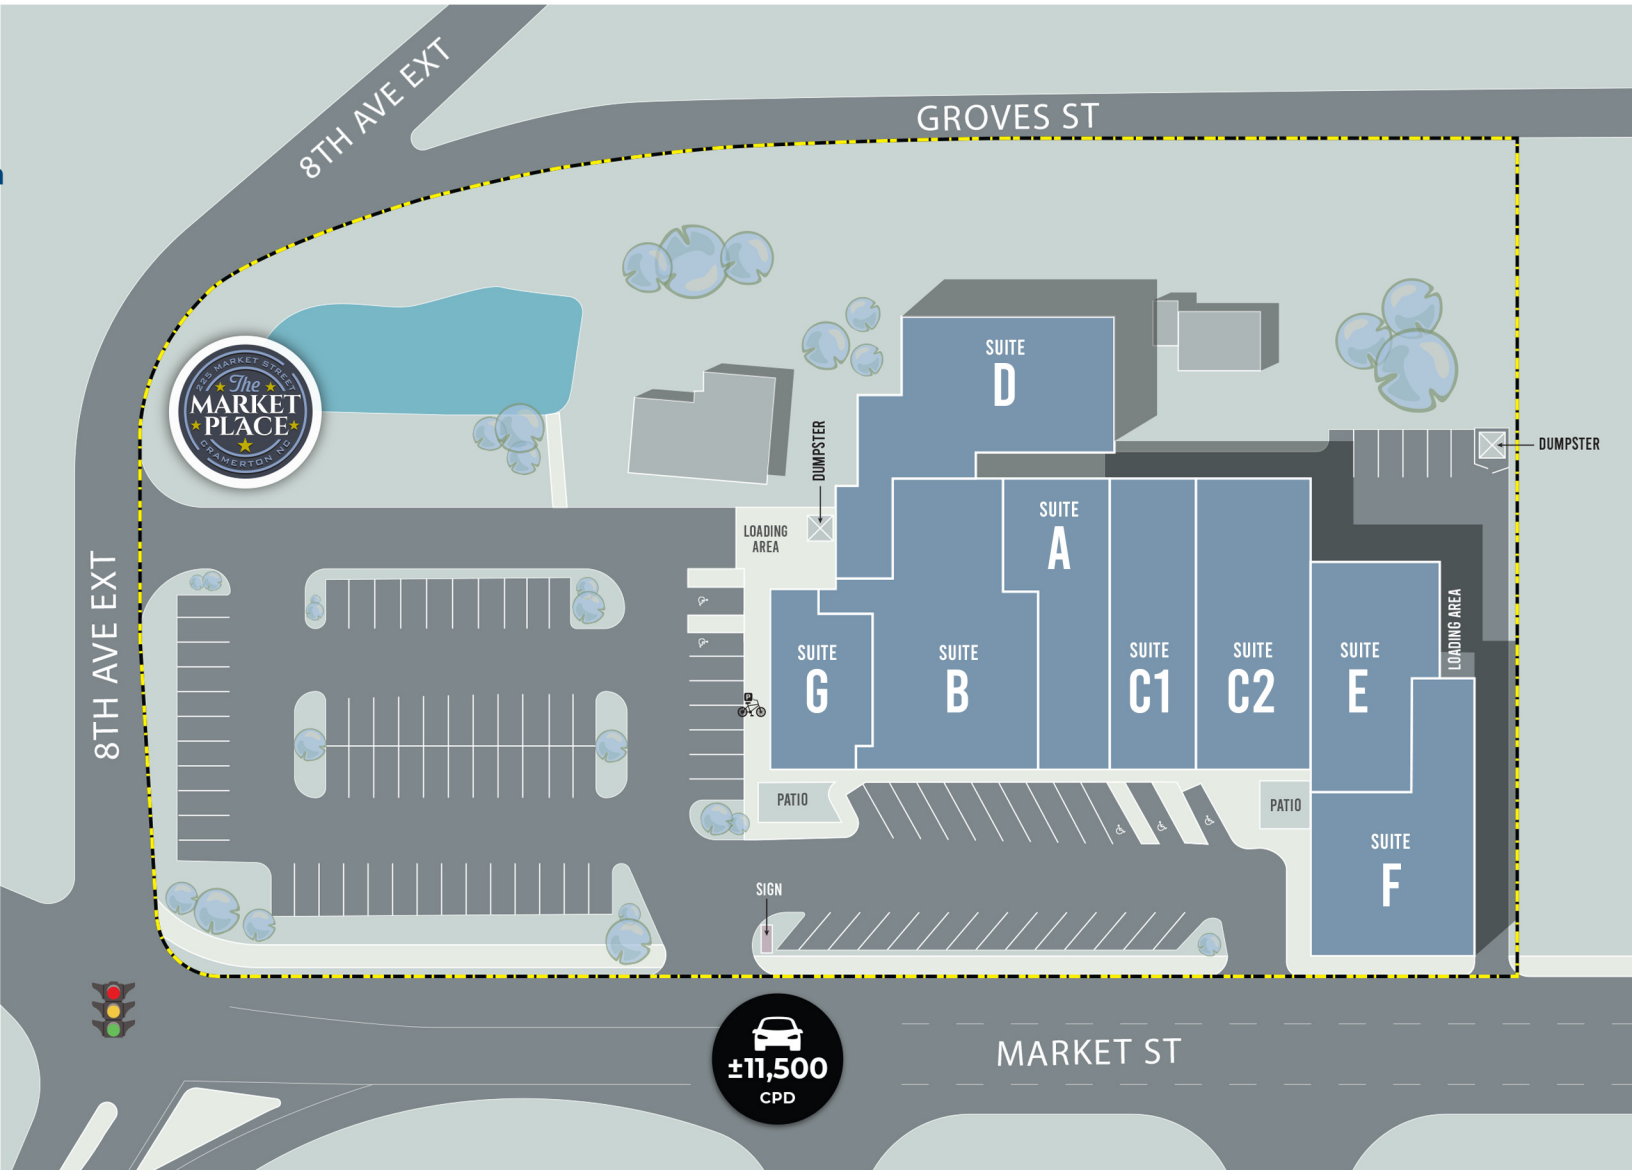 8TH AVE EXT
GROVES ST
225 MARKET STREET
The
MARKET
PLACE
CRAMERTON NC
SUITE
D
DUMPSTER
DUMPSTER
LOADING
AREA
SUITE
A
8TH AVE EXT
LOADING AREA
SUITE
G
SUITE
B
SUITE
C1
SUITE
C2
SUITE
E
P
PATIO
PATIO
SUITE
F
SIGN
±11,500
CPD
MARKET ST